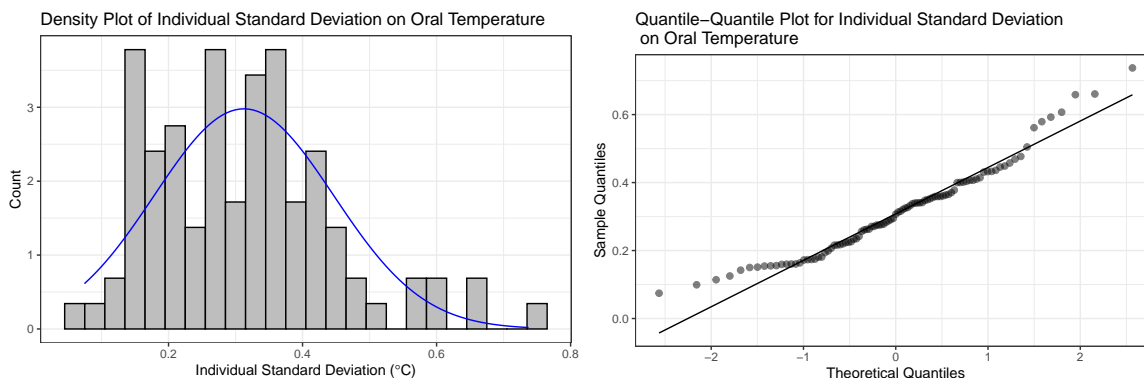 Density Plot of Individual Standard Deviation on Oral Temperature
Count
3
2
1
0
0.2 0.4 0.6 0.8
Individual Standard Deviation (°C)
Quantile−Quantile Plot for Individual Standard Deviation
on Oral Temperature
Sample Quantiles
0.6
0.4
0.2
0.0
−2 −1 0 1 2
Theoretical Quantiles